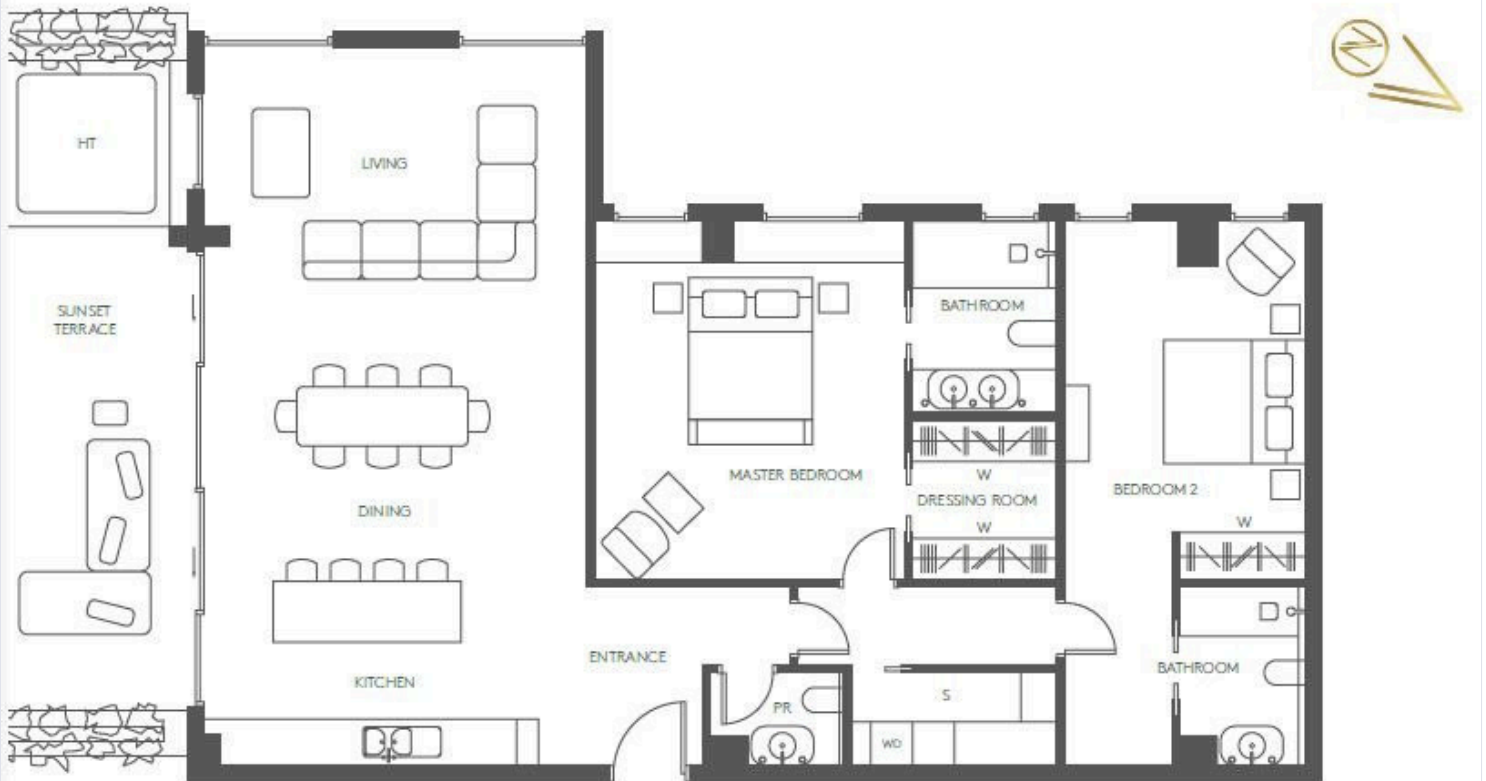 HT
LIVING
SUNSET
TERRACE
BATHROOM
MASTER BEDROOM
W
DRESSING ROOM
W
BEDROOM 2
W
DINING
ENTRANCE
KITCHEN
PR
S
WD
BATHROOM
N